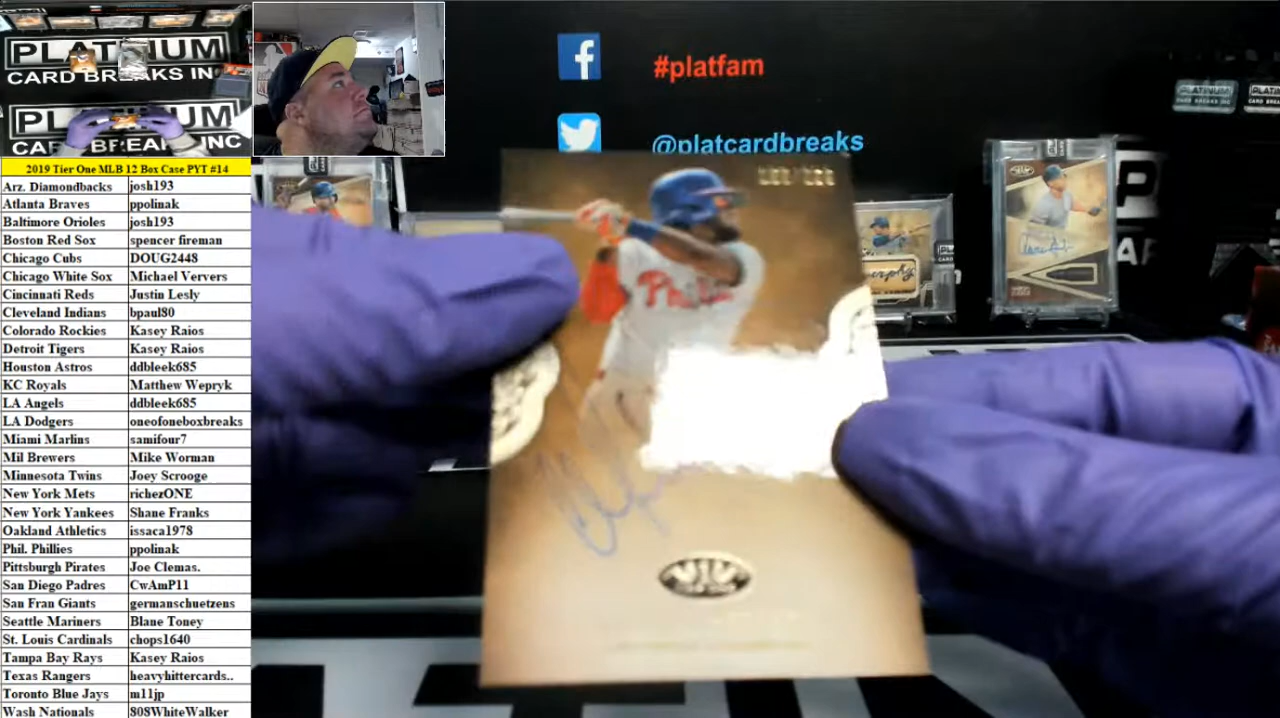 PLATINUM
CARD BREAKS INC
PLATINUM
CARD BREAKS INC
#platfam
@platcardbreaks
2019 Tier One MLB 12 Box Case PYT #14
Arz. Diamondbacks josh193
Atlanta Braves ppolinak
Baltimore Orioles josh193
Boston Red Sox spencer fireman
Chicago Cubs DOUG2448
Chicago White Sox Michael Ververs
Cincinnati Reds Justin Lesly
Cleveland Indians bpaul80
Colorado Rockies Kasey Raios
Detroit Tigers Kasey Raios
Houston Astros ddbleek685
KC Royals Matthew Wepryk
LA Angels ddbleek685
LA Dodgers oneofoneboxbreaks
Miami Marlins samifour7
Mil Brewers Mike Worman
Minnesota Twins Joey Scrooge
New York Mets richezONE
New York Yankees Shane Franks
Oakland Athletics issaca1978
Phil. Phillies ppolinak
Pittsburgh Pirates Joe Clemas.
San Diego Padres CwAmP11
San Fran Giants germanschuetzens
Seattle Mariners Blane Toney
St. Louis Cardinals chops1640
Tampa Bay Rays Kasey Raios
Texas Rangers heavyhittercards..
Toronto Blue Jays m11jp
Wash Nationals 808WhiteWalker